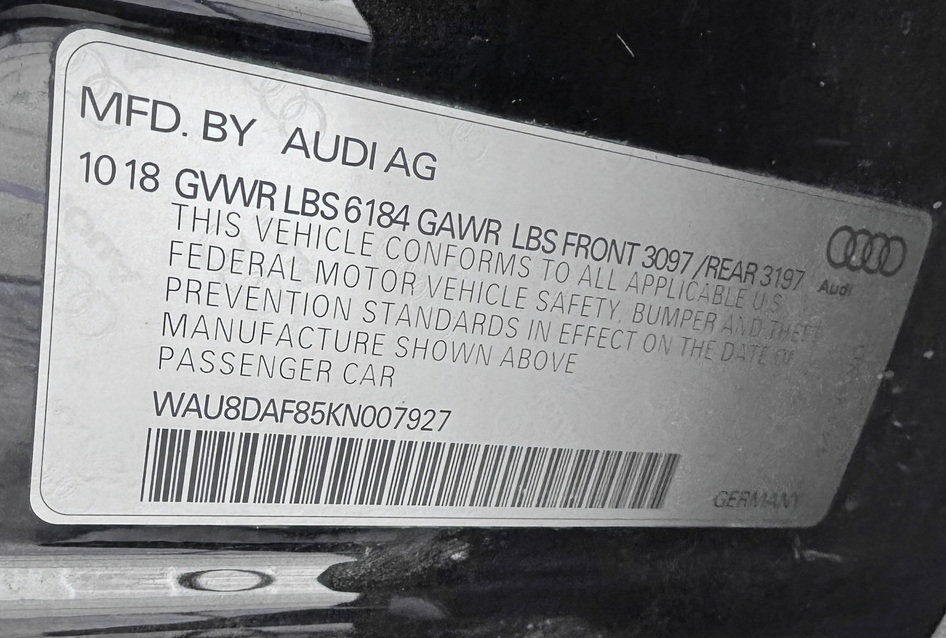 MFD. BY AUDI AG
10 18 GVWR LBS 6184 GAWR LBS FRONT 3097 / REAR 3197
THIS VEHICLE CONFORMS TO ALL APPLICABLE U.S.
FEDERAL MOTOR VEHICLE SAFETY, BUMPER AND THEFT
PREVENTION STANDARDS IN EFFECT ON THE DATE OF
MANUFACTURE SHOWN ABOVE
PASSENGER CAR
WAU8DAF85KN007927
Audi
GERMANY